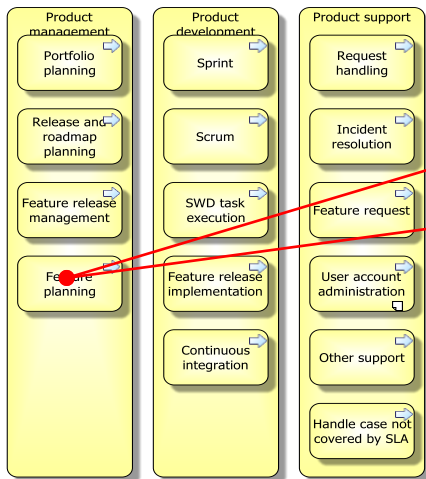 Product
management
Portfolio
planning
Release and
roadmap
planning
Feature release
management
Feature
planning
Product
development
Sprint
Scrum
SWD task
execution
Feature release
implementation
Continuous
integration
Product support
Request
handling
Incident
resolution
Feature request
User account
administration
Other support
Handle case not
covered by SLA